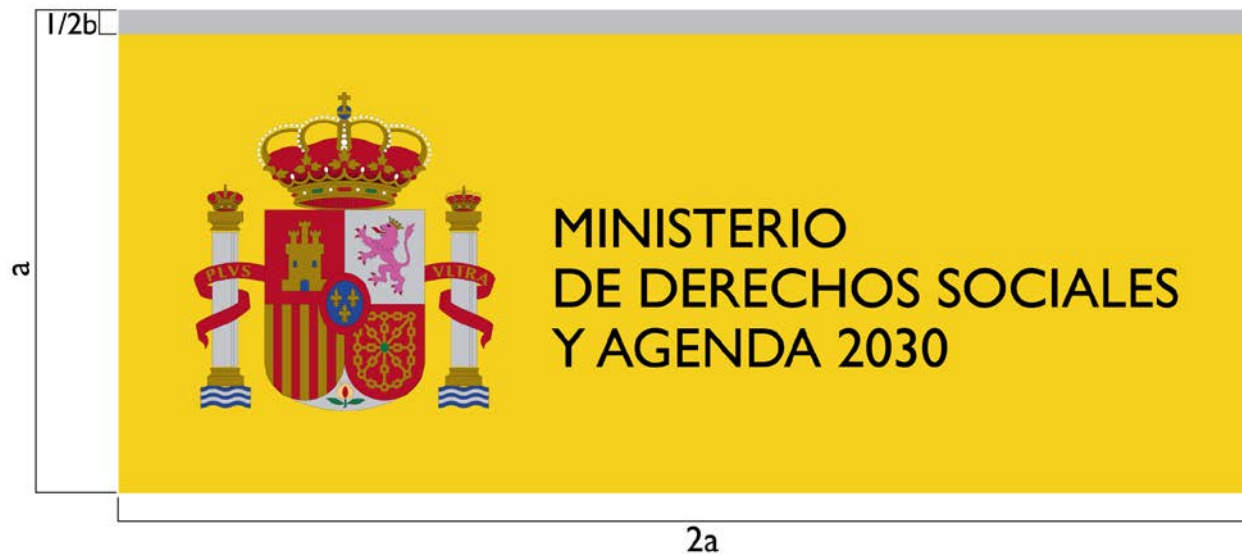 1/2b
a
PLVS
VLTRA
MINISTERIO
DE DERECHOS SOCIALES
Y AGENDA 2030
2a